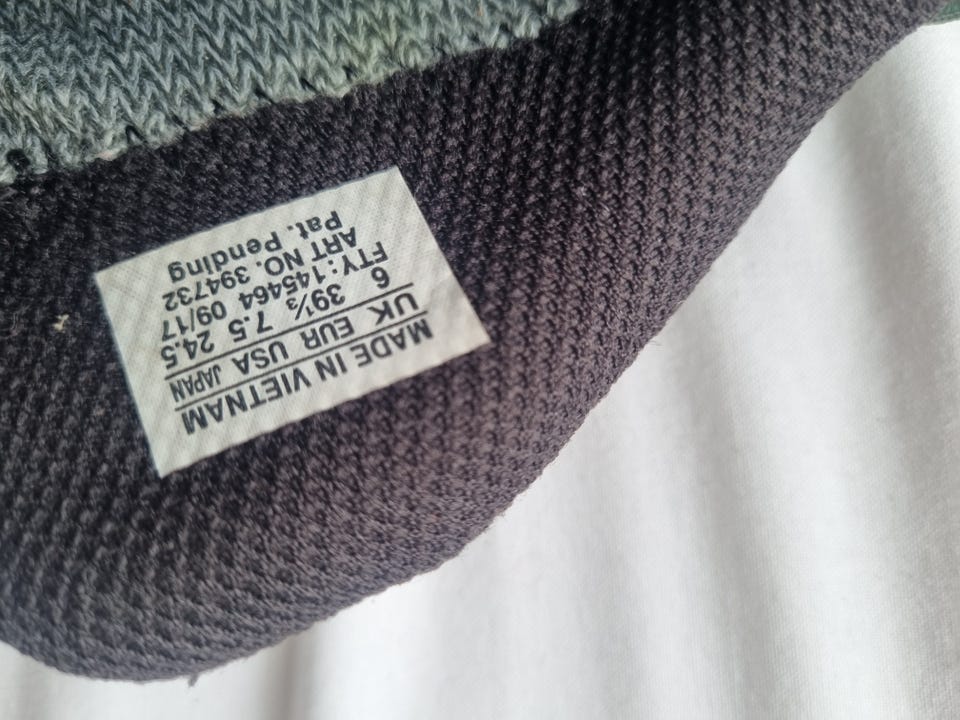 MADE IN VIETNAM
UK EUR USA JAPAN
6 39⅓ 7.5 24.5
FTY:145464 09/17
ART NO. 394732
Pat. Pending